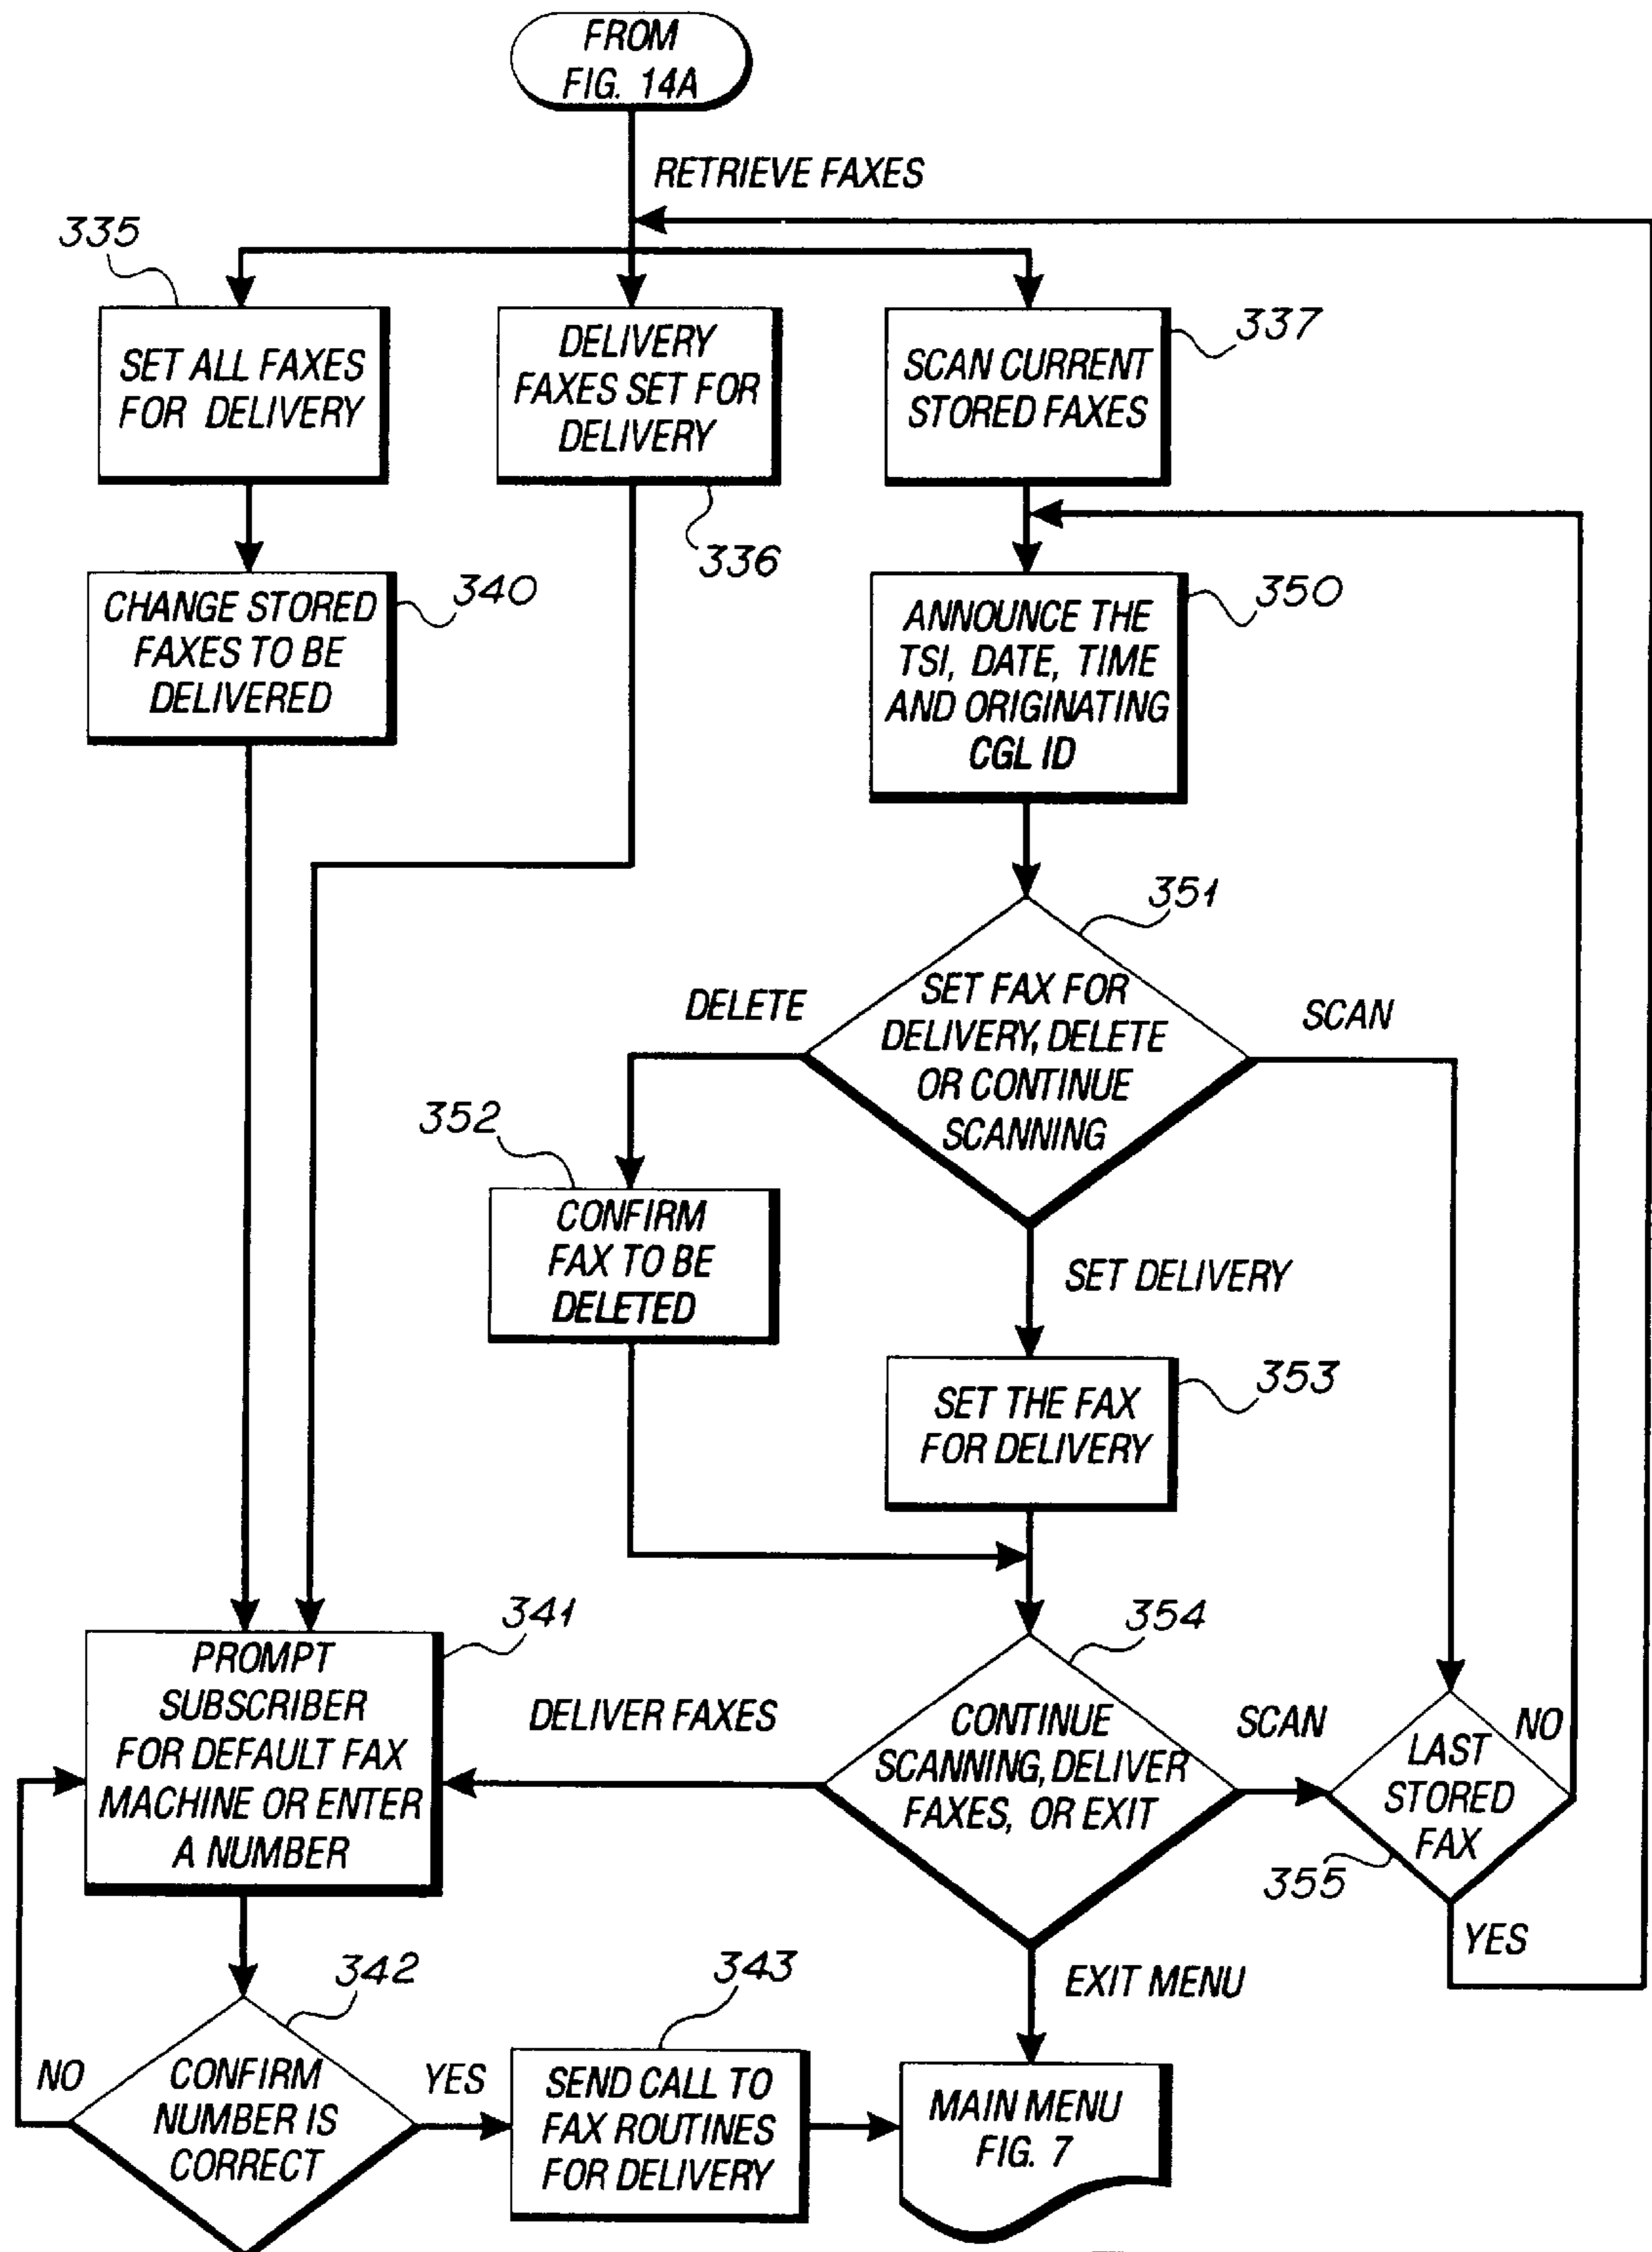 FROM
FIG. 14A
RETRIEVE FAXES
335
SET ALL FAXES
FOR DELIVERY
DELIVERY
FAXES SET FOR
DELIVERY
336
337
SCAN CURRENT
STORED FAXES
CHANGE STORED
FAXES TO BE
DELIVERED
340
ANNOUNCE THE
TSI, DATE, TIME
AND ORIGINATING
CGL ID
350
351
SET FAX FOR
DELIVERY, DELETE
OR CONTINUE
SCANNING
DELETE
SCAN
352
CONFIRM
FAX TO BE
DELETED
SET DELIVERY
SET THE FAX
FOR DELIVERY
353
341
PROMPT
SUBSCRIBER
FOR DEFAULT FAX
MACHINE OR ENTER
A NUMBER
DELIVER FAXES
354
CONTINUE
SCANNING, DELIVER
FAXES, OR EXIT
SCAN
LAST
STORED
FAX
NO
355
YES
EXIT MENU
342
CONFIRM
NUMBER IS
CORRECT
NO
YES
343
SEND CALL TO
FAX ROUTINES
FOR DELIVERY
MAIN MENU
FIG. 7